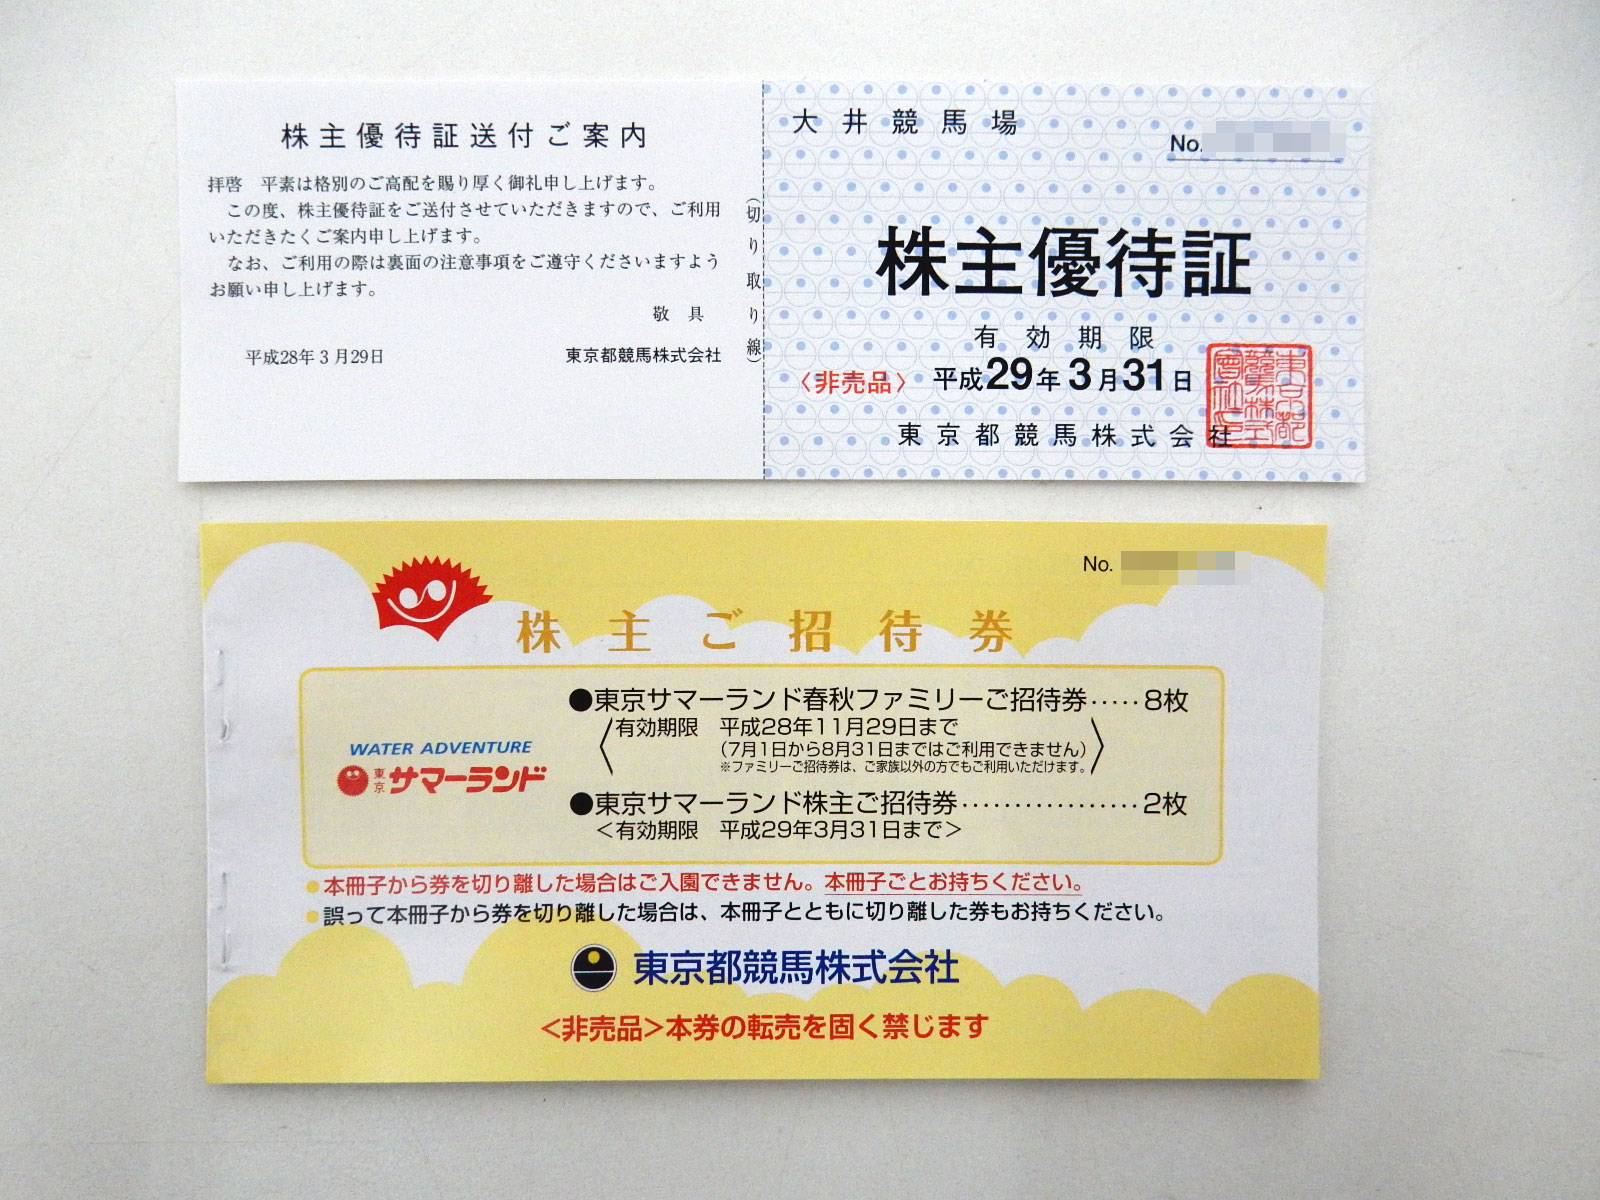 株主優待証送付ご案内
拝啓　平素は格別のご高配を賜り厚く御礼申し上げます。
この度、株主優待証をご送付させていただきますので、ご利用
いただきたくご案内申し上げます。
なお、ご利用の際は裏面の注意事項をご遵守くださいますよう
お願い申し上げます。
敬　具
平成28年3月29日
東京都競馬株式会社
（切り取り線）
大井競馬場
No.
株主優待証
有効期限
〈非売品〉 平成29年3月31日
東京都競馬株式会社
東京都
競馬株式
會社印
No.
株主ご招待券
WATER ADVENTURE
東京サマーランド
●東京サマーランド春秋ファミリーご招待券‥‥‥8枚
有効期限　平成28年11月29日まで
（7月1日から8月31日まではご利用できません）
※ファミリーご招待券は、ご家族以外の方でもご利用いただけます。
●東京サマーランド株主ご招待券‥‥‥‥‥‥‥‥2枚
＜有効期限　平成29年3月31日まで＞
●本冊子から券を切り離した場合はご入園できません。本冊子ごとお持ちください。
●誤って本冊子から券を切り離した場合は、本冊子とともに切り離した券もお持ちください。
東京都競馬株式会社
＜非売品＞本券の転売を固く禁じます